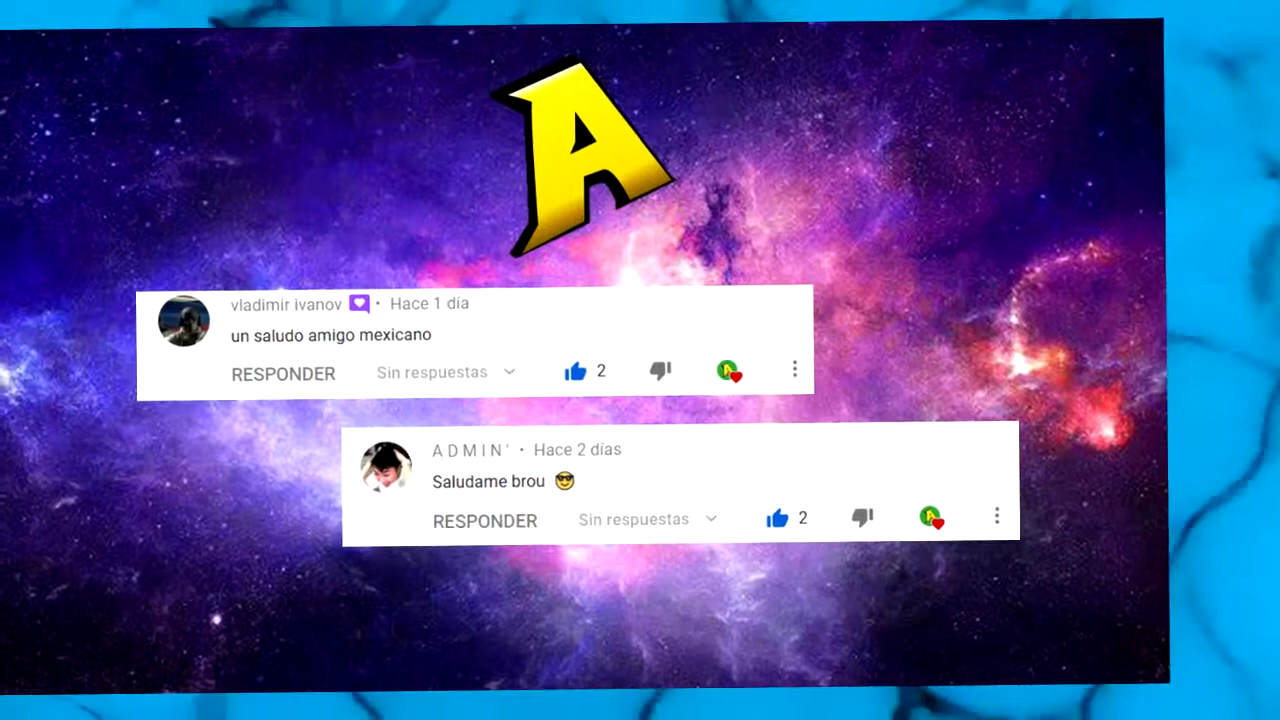 A
vladimir ivanov • Hace 1 día
un saludo amigo mexicano
RESPONDER Sin respuestas 2
A D M I N ' • Hace 2 días
Saludame brou 😎
RESPONDER Sin respuestas 2